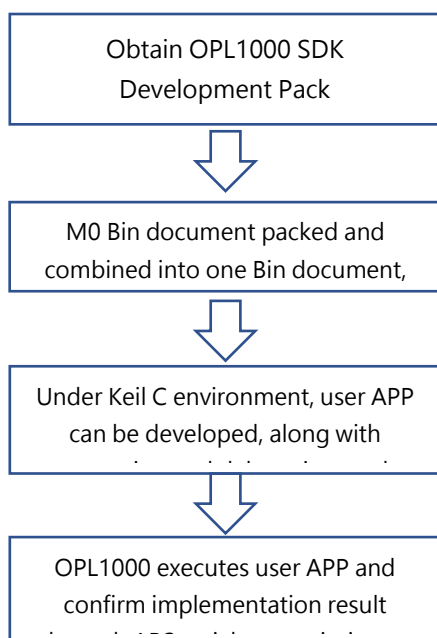 Obtain OPL1000 SDK
Development Pack
M0 Bin document packed and
combined into one Bin document,
Under Keil C environment, user APP
can be developed, along with
OPL1000 executes user APP and
confirm implementation result